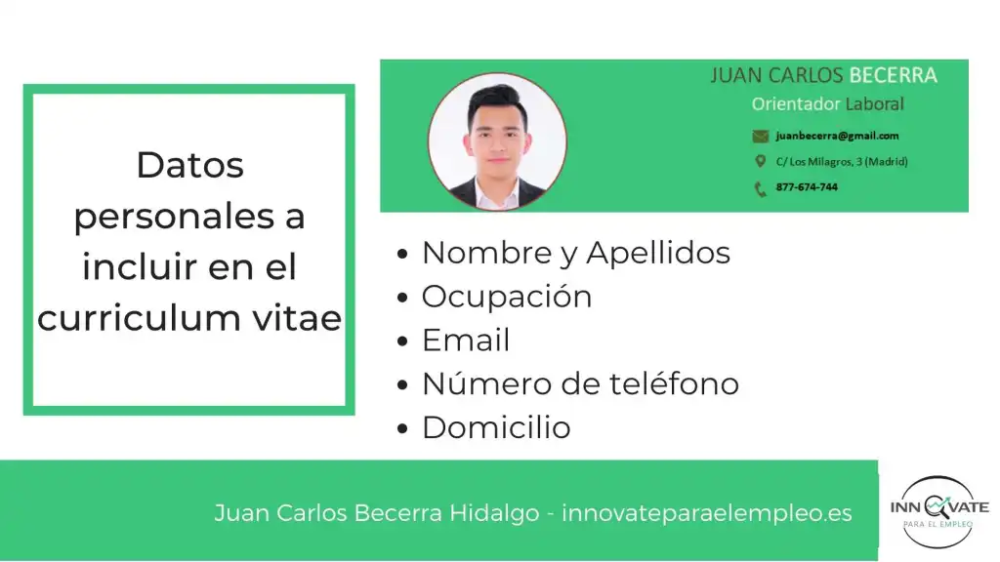 Datos
personales a
incluir en el
curriculum vitae
JUAN CARLOS BECERRA
Orientador Laboral
juanbecerra@gmail.com
C/ Los Milagros, 3 (Madrid)
877-674-744
Nombre y Apellidos
Ocupación
Email
Número de teléfono
Domicilio
Juan Carlos Becerra Hidalgo - innovateparaelempleo.es
INNOVATE
PARA EL EMPLEO